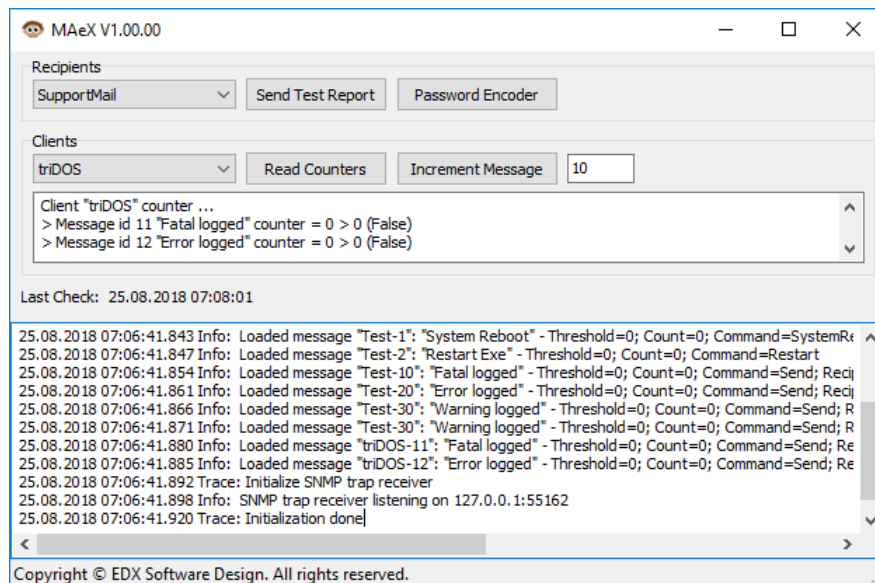 MAeX V1.00.00
Recipients
SupportMail Send Test Report Password Encoder
Clients
triDOS Read Counters Increment Message 10
Client "triDOS" counter ...
> Message id 11 "Fatal logged" counter = 0 > 0 (False)
> Message id 12 "Error logged" counter = 0 > 0 (False)
Last Check: 25.08.2018 07:08:01
25.08.2018 07:06:41.843 Info: Loaded message "Test-1": "System Reboot" - Threshold=0; Count=0; Command=SystemRe
25.08.2018 07:06:41.847 Info: Loaded message "Test-2": "Restart Exe" - Threshold=0; Count=0; Command=Restart
25.08.2018 07:06:41.854 Info: Loaded message "Test-10": "Fatal logged" - Threshold=0; Count=0; Command=Send; Recip
25.08.2018 07:06:41.861 Info: Loaded message "Test-20": "Error logged" - Threshold=0; Count=0; Command=Send; Recip
25.08.2018 07:06:41.866 Info: Loaded message "Test-30": "Warning logged" - Threshold=0; Count=0; Command=Send; R
25.08.2018 07:06:41.871 Info: Loaded message "Test-30": "Warning logged" - Threshold=0; Count=0; Command=Send; R
25.08.2018 07:06:41.880 Info: Loaded message "triDOS-11": "Fatal logged" - Threshold=0; Count=0; Command=Send; Re
25.08.2018 07:06:41.885 Info: Loaded message "triDOS-12": "Error logged" - Threshold=0; Count=0; Command=Send; Re
25.08.2018 07:06:41.892 Trace: Initialize SNMP trap receiver
25.08.2018 07:06:41.898 Info: SNMP trap receiver listening on 127.0.0.1:55162
25.08.2018 07:06:41.920 Trace: Initialization done
Copyright © EDX Software Design. All rights reserved.